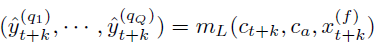 (ŷ_{t+k}^{(q_1)}, ⋯ , ŷ_{t+k}^{(q_Q)}) = m_L(c_{t+k}, c_a, x_{t+k}^{(f)})